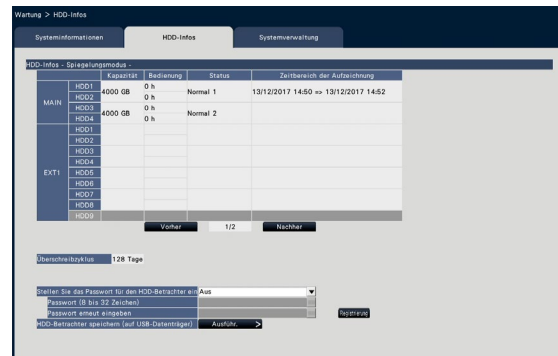 Wartung > HDD-Infos
Systeminformationen HDD-Infos Systemverwaltung
HDD-Infos - Spiegelungsmodus -
Kapazität Bedienung Status Zeitbereich der Aufzeichnung
MAIN
HDD1 4000 GB 0 h Normal 1 13/12/2017 14:50 => 13/12/2017 14:52
HDD2 0 h
HDD3 4000 GB 0 h Normal 2
HDD4 0 h
EXT1
HDD1
HDD2
HDD3
HDD4
HDD5
HDD6
HDD7
HDD8
HDD9
Vorher 1/2 Nachher
Überschreibzyklus 128 Tage
Stellen Sie das Passwort für den HDD-Betrachter ein Aus
Passwort (8 bis 32 Zeichen)
Passwort erneut eingeben Registrierung
HDD-Betrachter speichern (auf USB-Datenträger) Ausführ. >